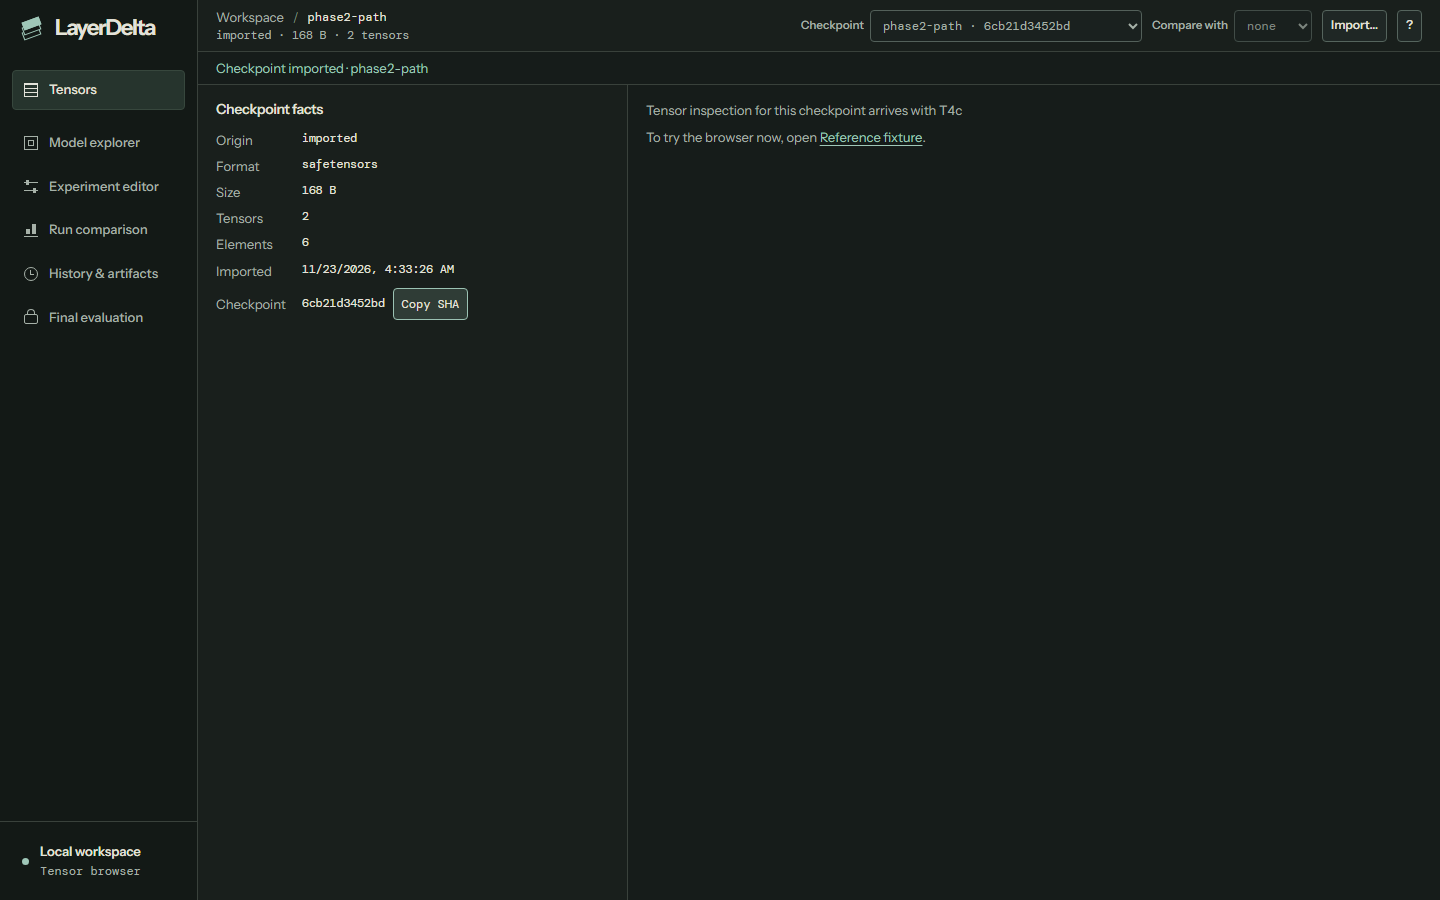 LayerDelta
Tensors
Model explorer
Experiment editor
Run comparison
History & artifacts
Final evaluation
Local workspace
Tensor browser
Workspace / phase2-path
imported · 168 B · 2 tensors
Checkpoint phase2-path · 6cb21d3452bd Compare with none Import... ?
Checkpoint imported · phase2-path
Checkpoint facts
Origin imported
Format safetensors
Size 168 B
Tensors 2
Elements 6
Imported 11/23/2026, 4:33:26 AM
Checkpoint 6cb21d3452bd Copy SHA
Tensor inspection for this checkpoint arrives with T4c
To try the browser now, open Reference fixture.